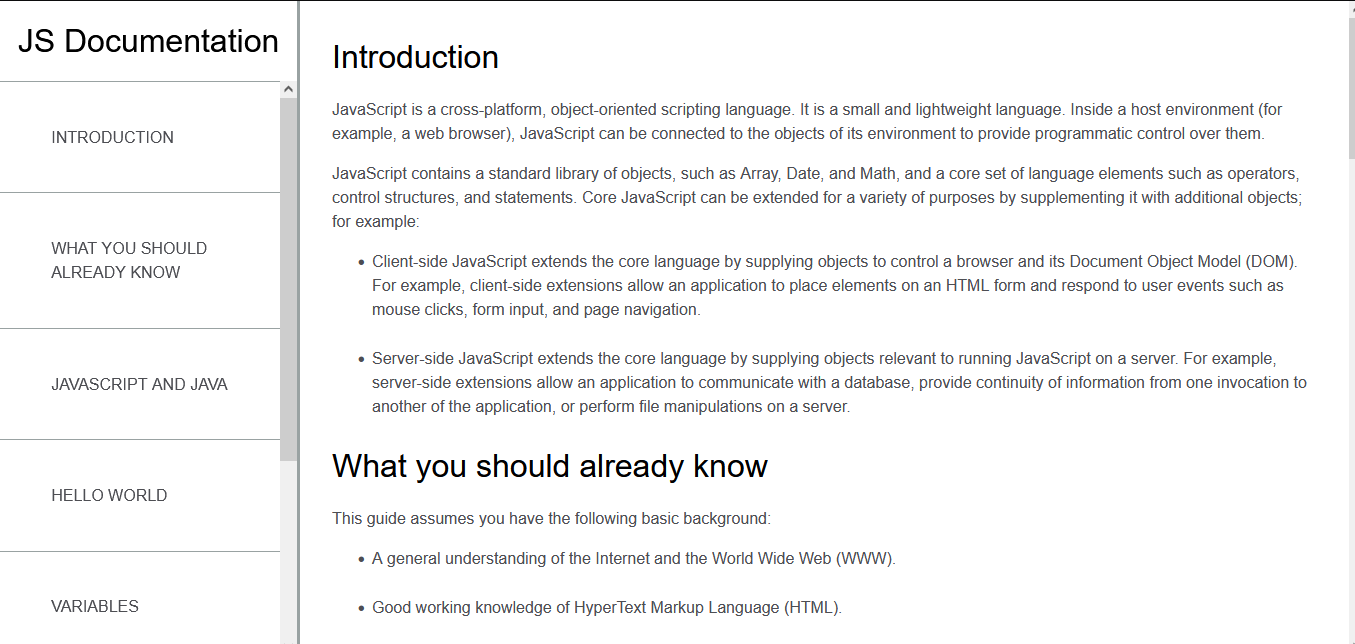 JS Documentation
INTRODUCTION
WHAT YOU SHOULD
ALREADY KNOW
JAVASCRIPT AND JAVA
HELLO WORLD
VARIABLES
Introduction
JavaScript is a cross-platform, object-oriented scripting language. It is a small and lightweight language. Inside a host environment (for
example, a web browser), JavaScript can be connected to the objects of its environment to provide programmatic control over them.
JavaScript contains a standard library of objects, such as Array, Date, and Math, and a core set of language elements such as operators,
control structures, and statements. Core JavaScript can be extended for a variety of purposes by supplementing it with additional objects;
for example:
• Client-side JavaScript extends the core language by supplying objects to control a browser and its Document Object Model (DOM).
For example, client-side extensions allow an application to place elements on an HTML form and respond to user events such as
mouse clicks, form input, and page navigation.
• Server-side JavaScript extends the core language by supplying objects relevant to running JavaScript on a server. For example,
server-side extensions allow an application to communicate with a database, provide continuity of information from one invocation to
another of the application, or perform file manipulations on a server.
What you should already know
This guide assumes you have the following basic background:
• A general understanding of the Internet and the World Wide Web (WWW).
• Good working knowledge of HyperText Markup Language (HTML).